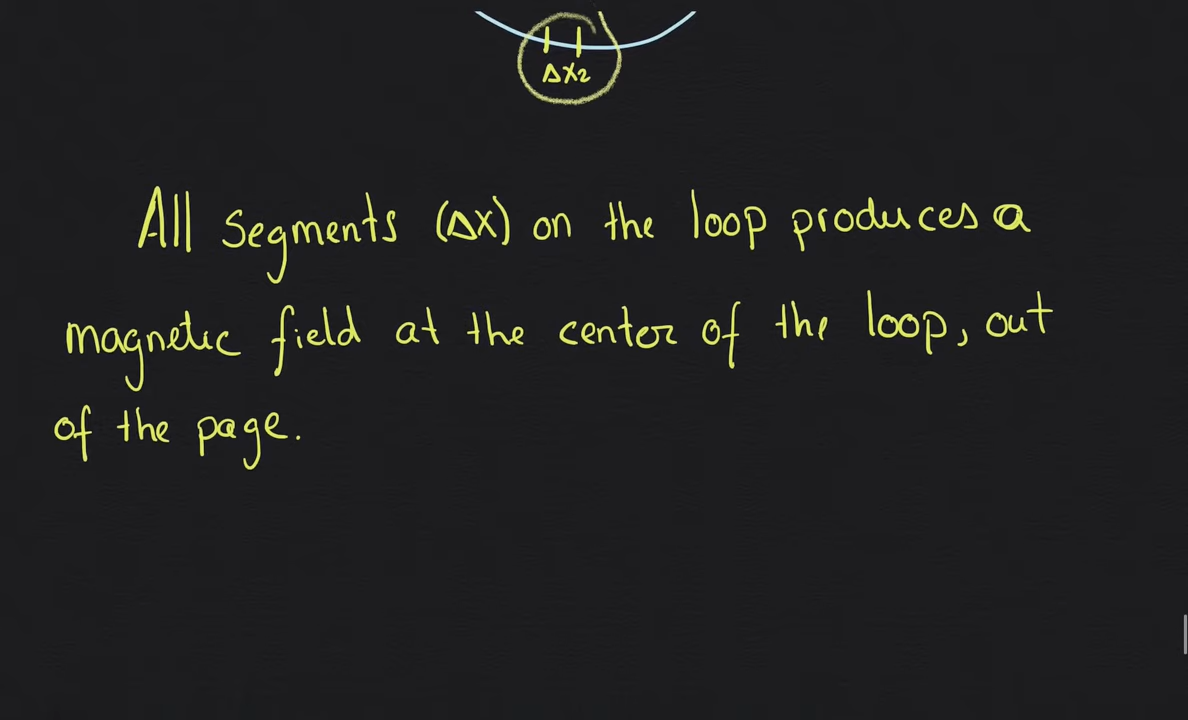 Δx₂
All segments (Δx) on the loop produces a
magnetic field at the center of the loop, out
of the page.